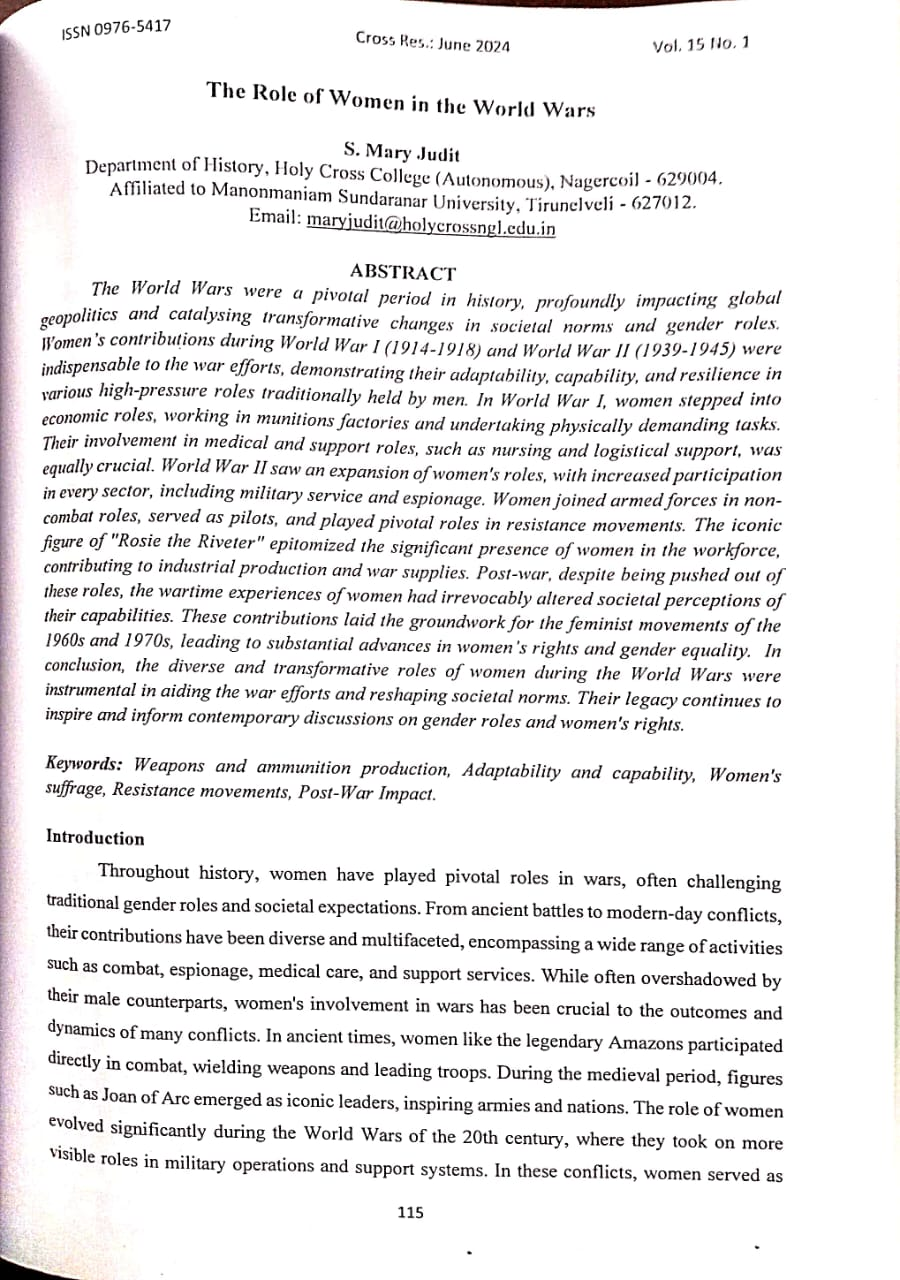 ISSN 0976-5417
Cross Res.: June 2024
Vol. 15 No. 1
The Role of Women in the World Wars
S. Mary Judit
Department of History, Holy Cross College (Autonomous), Nagercoil - 629004.
Affiliated to Manonmaniam Sundaranar University, Tirunelveli - 627012.
Email: maryjudit@holycrossngl.edu.in
ABSTRACT
The World Wars were a pivotal period in history, profoundly impacting global
geopolitics and catalysing transformative changes in societal norms and gender roles.
Women's contributions during World War I (1914-1918) and World War II (1939-1945) were
indispensable to the war efforts, demonstrating their adaptability, capability, and resilience in
various high-pressure roles traditionally held by men. In World War I, women stepped into
economic roles, working in munitions factories and undertaking physically demanding tasks.
Their involvement in medical and support roles, such as nursing and logistical support, was
equally crucial. World War II saw an expansion of women's roles, with increased participation
in every sector, including military service and espionage. Women joined armed forces in non-
combat roles, served as pilots, and played pivotal roles in resistance movements. The iconic
figure of "Rosie the Riveter" epitomized the significant presence of women in the workforce,
contributing to industrial production and war supplies. Post-war, despite being pushed out of
these roles, the wartime experiences of women had irrevocably altered societal perceptions of
their capabilities. These contributions laid the groundwork for the feminist movements of the
1960s and 1970s, leading to substantial advances in women's rights and gender equality. In
conclusion, the diverse and transformative roles of women during the World Wars were
instrumental in aiding the war efforts and reshaping societal norms. Their legacy continues to
inspire and inform contemporary discussions on gender roles and women's rights.
Keywords: Weapons and ammunition production, Adaptability and capability, Women's
suffrage, Resistance movements, Post-War Impact.
Introduction
Throughout history, women have played pivotal roles in wars, often challenging
traditional gender roles and societal expectations. From ancient battles to modern-day conflicts,
their contributions have been diverse and multifaceted, encompassing a wide range of activities
such as combat, espionage, medical care, and support services. While often overshadowed by
their male counterparts, women's involvement in wars has been crucial to the outcomes and
dynamics of many conflicts. In ancient times, women like the legendary Amazons participated
directly in combat, wielding weapons and leading troops. During the medieval period, figures
such as Joan of Arc emerged as iconic leaders, inspiring armies and nations. The role of women
evolved significantly during the World Wars of the 20th century, where they took on more
visible roles in military operations and support systems. In these conflicts, women served as
115